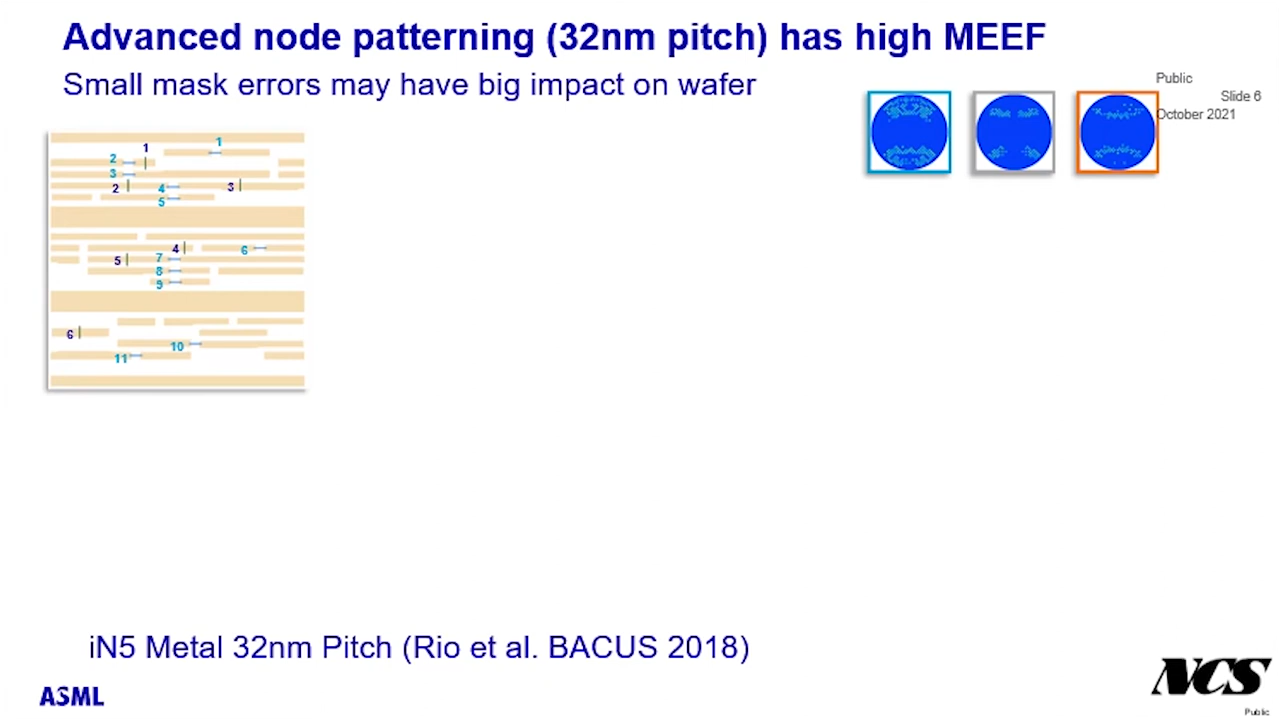 Advanced node patterning (32nm pitch) has high MEEF
Small mask errors may have big impact on wafer
Public
Slide 6
October 2021
1
1
2
3
2
4
3
5
4
6
5
7
8
9
6
10
11
iN5 Metal 32nm Pitch (Rio et al. BACUS 2018)
ASML
NCS
Public